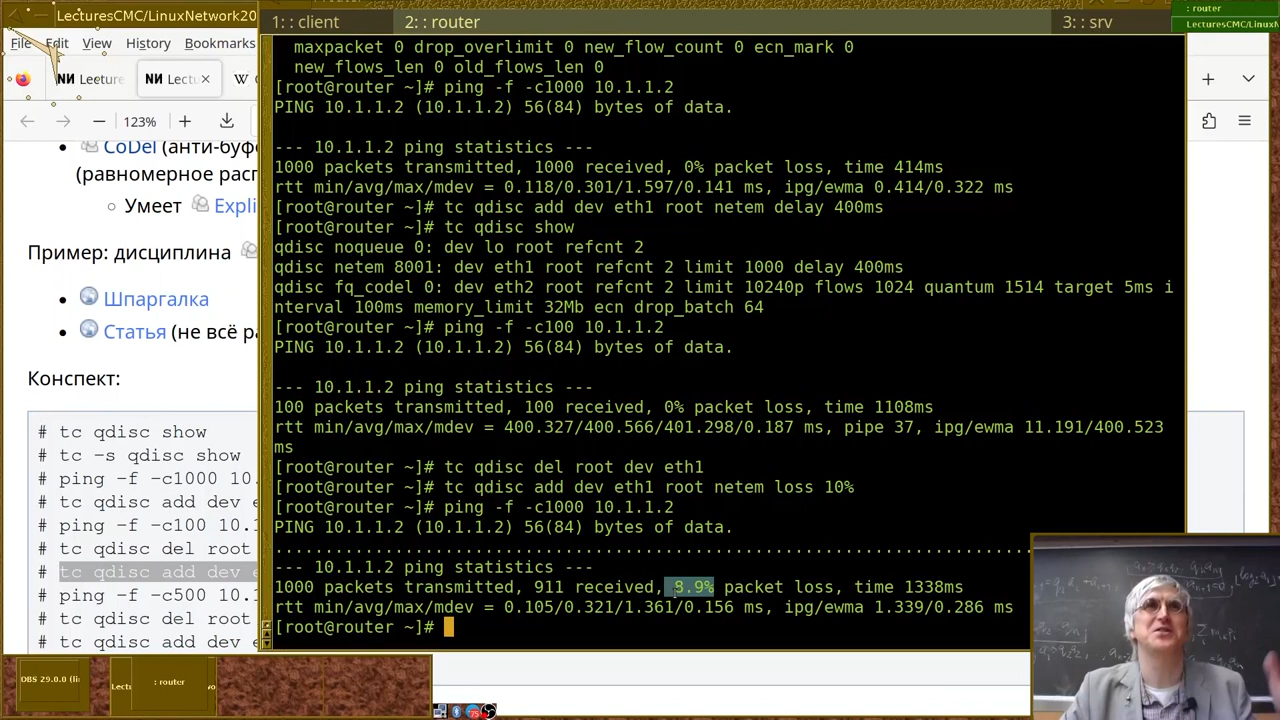 LecturesCMC/LinuxNetwork20
1: : client
2: : router
3: : srv
: router
LecturesCMC/LinuxN
File Edit View History Bookmarks
Lecture
Lectu
123%
CoDel (анти-буф
(равномерное рас
Умеет Expli
Пример: дисциплина
Шпаргалка
Статья (не всё ра
Конспект:
# tc qdisc show
# tc -s qdisc show
# ping -f -c1000 10.
# tc qdisc add dev e
# ping -f -c100 10.1
# tc qdisc del root
# tc qdisc add dev e
# ping -f -c500 10.1
# tc qdisc add dev e
# tc qdisc add dev e
maxpacket 0 drop_overlimit 0 new_flow_count 0 ecn_mark 0
new_flows_len 0 old_flows_len 0
[root@router ~]# ping -f -c1000 10.1.1.2
PING 10.1.1.2 (10.1.1.2) 56(84) bytes of data.
--- 10.1.1.2 ping statistics ---
1000 packets transmitted, 1000 received, 0% packet loss, time 414ms
rtt min/avg/max/mdev = 0.118/0.301/1.597/0.141 ms, ipg/ewma 0.414/0.322 ms
[root@router ~]# tc qdisc add dev eth1 root netem delay 400ms
[root@router ~]# tc qdisc show
qdisc noqueue 0: dev lo root refcnt 2
qdisc netem 8001: dev eth1 root refcnt 2 limit 1000 delay 400ms
qdisc fq_codel 0: dev eth2 root refcnt 2 limit 10240p flows 1024 quantum 1514 target 5ms i
nterval 100ms memory_limit 32Mb ecn drop_batch 64
[root@router ~]# ping -f -c100 10.1.1.2
PING 10.1.1.2 (10.1.1.2) 56(84) bytes of data.
--- 10.1.1.2 ping statistics ---
100 packets transmitted, 100 received, 0% packet loss, time 1108ms
rtt min/avg/max/mdev = 400.327/400.566/401.298/0.187 ms, pipe 37, ipg/ewma 11.191/400.523
ms
[root@router ~]# tc qdisc del root dev eth1
[root@router ~]# tc qdisc add dev eth1 root netem loss 10%
[root@router ~]# ping -f -c1000 10.1.1.2
PING 10.1.1.2 (10.1.1.2) 56(84) bytes of data.
.........................................................................................
--- 10.1.1.2 ping statistics ---
1000 packets transmitted, 911 received, 8.9% packet loss, time 1338ms
rtt min/avg/max/mdev = 0.105/0.321/1.361/0.156 ms, ipg/ewma 1.339/0.286 ms
[root@router ~]#
OBS 29.0.0 (li
Lect
: router
75